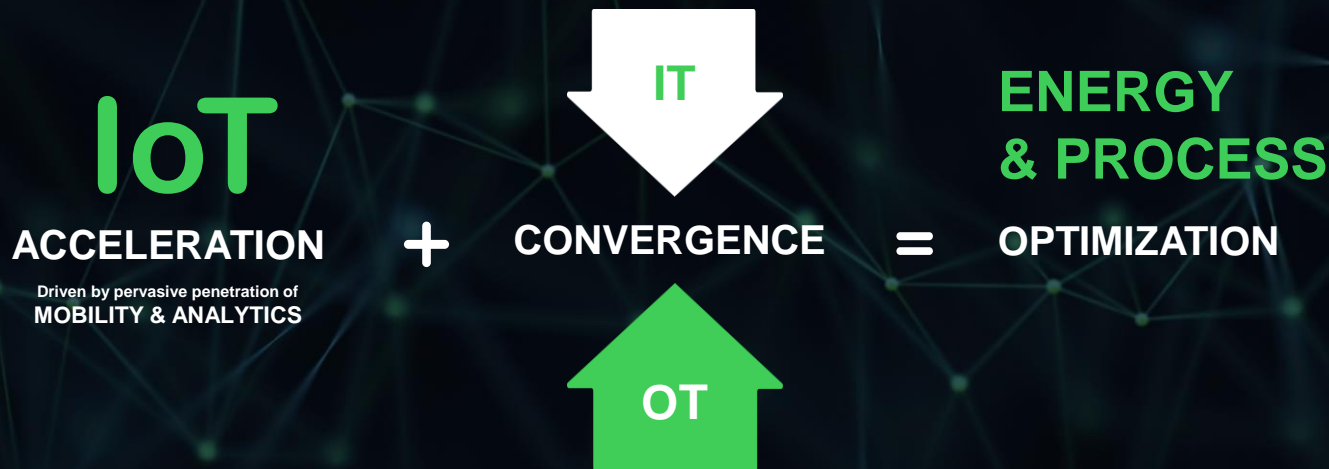 IoT
ACCELERATION
Driven by pervasive penetration of
MOBILITY & ANALYTICS
+
IT
CONVERGENCE
OT
=
ENERGY
& PROCESS
OPTIMIZATION